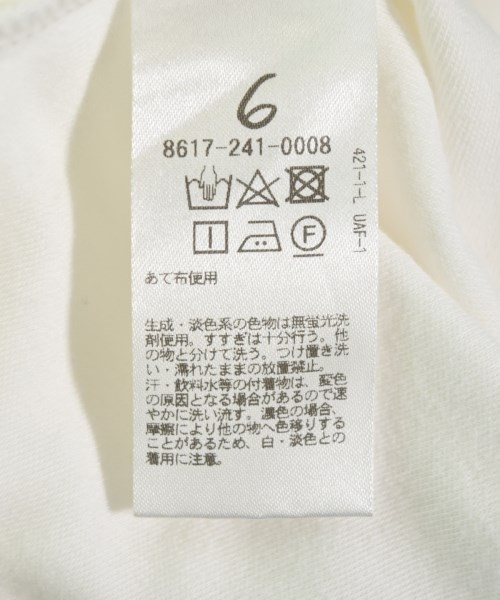 6
8617-241-0008
421-1-L UAF-1
F
あて布使用
生成・淡色系の色物は無蛍光洗
剤使用。すすぎは十分行う。他
の物と分けて洗う。つけ置き洗
い・濡れたままの放置禁止。
汗・飲料水等の付着物は、変色
の原因となる場合があるので速
やかに洗い流す。濃色の場合、
摩擦により他の物へ色移りする
ことがあるため、白・淡色との
着用に注意。